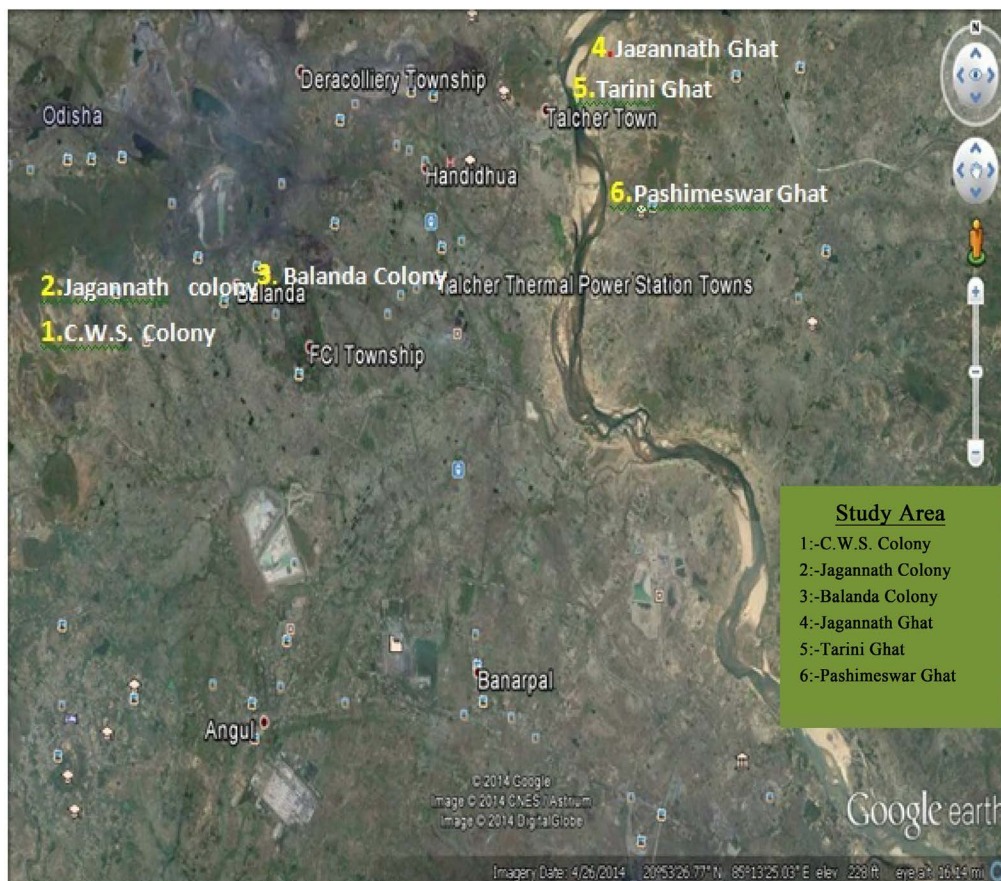 N
4.Jagannath Ghat
Deracolliery Township
5.Tarini Ghat
Odisha
Talcher Town
H
Handidhua
6.Pashimeswar Ghat
3. Balanda Colony
2.Jagannath colony
Balanda
Talcher Thermal Power Station Towns
1.C.W.S. Colony
FCI Township
Study Area
1:-C.W.S. Colony
2:-Jagannath Colony
3:-Balanda Colony
4:-Jagannath Ghat
5:-Tarini Ghat
6:-Pashimeswar Ghat
Banarpal
Angul
© 2014 Google
Image © 2014 CNES / Astrium
Image © 2014 DigitalGlobe
Google earth
Imagery Date: 4/26/2014 20°53'26.77" N 85°13'25.03" E elev 228 ft eye alt 16.14 mi